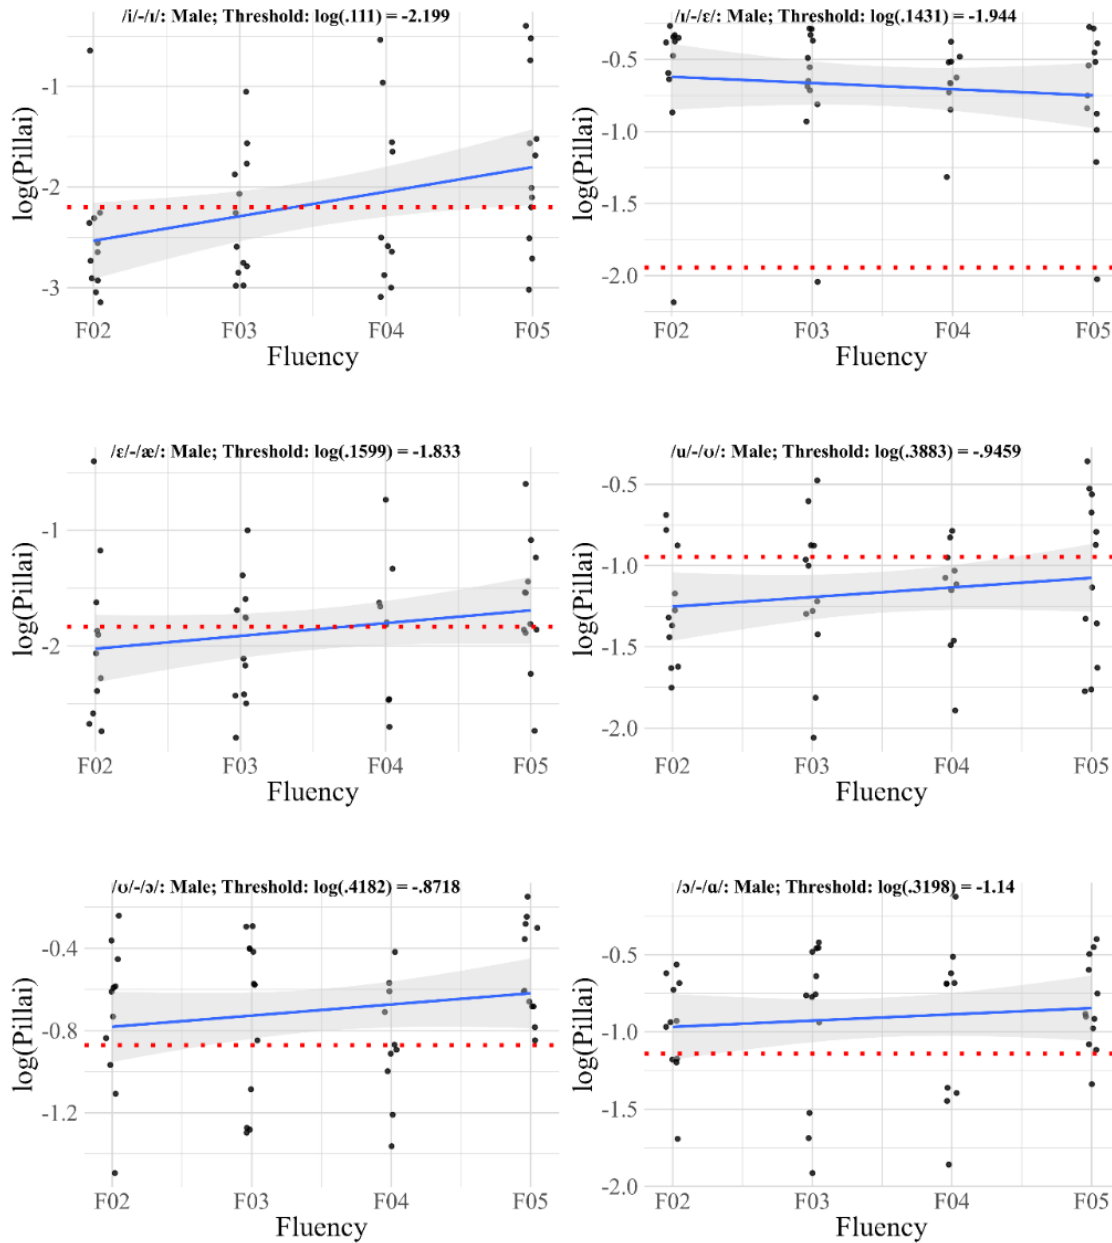 /i/-/ɪ/: Male; Threshold: log(.111) = -2.199
log(Pillai)
-1
-2
-3
F02 F03 F04 F05
Fluency
/ɪ/-/ɛ/: Male; Threshold: log(.1431) = -1.944
log(Pillai)
-0.5
-1.0
-1.5
-2.0
F02 F03 F04 F05
Fluency
/ɛ/-/æ/: Male; Threshold: log(.1599) = -1.833
log(Pillai)
-1
-2
F02 F03 F04 F05
Fluency
/u/-/ʊ/: Male; Threshold: log(.3883) = -.9459
log(Pillai)
-0.5
-1.0
-1.5
-2.0
F02 F03 F04 F05
Fluency
/ʊ/-/ɔ/: Male; Threshold: log(.4182) = -.8718
log(Pillai)
-0.4
-0.8
-1.2
F02 F03 F04 F05
Fluency
/ɔ/-/ɑ/: Male; Threshold: log(.3198) = -1.14
log(Pillai)
-0.5
-1.0
-1.5
-2.0
F02 F03 F04 F05
Fluency